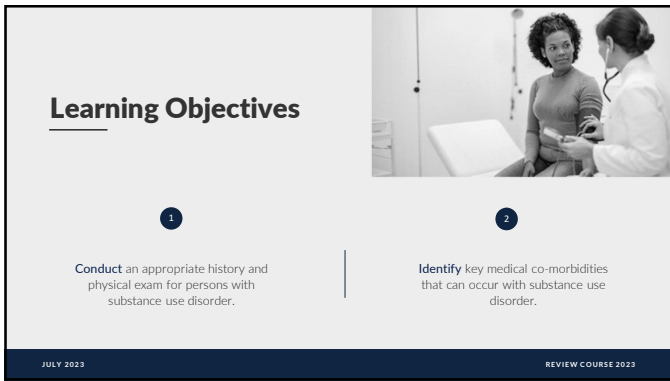 Learning Objectives
1
Conduct an appropriate history and
physical exam for persons with
substance use disorder.
2
Identify key medical co-morbidities
that can occur with substance use
disorder.
JULY 2023
REVIEW COURSE 2023